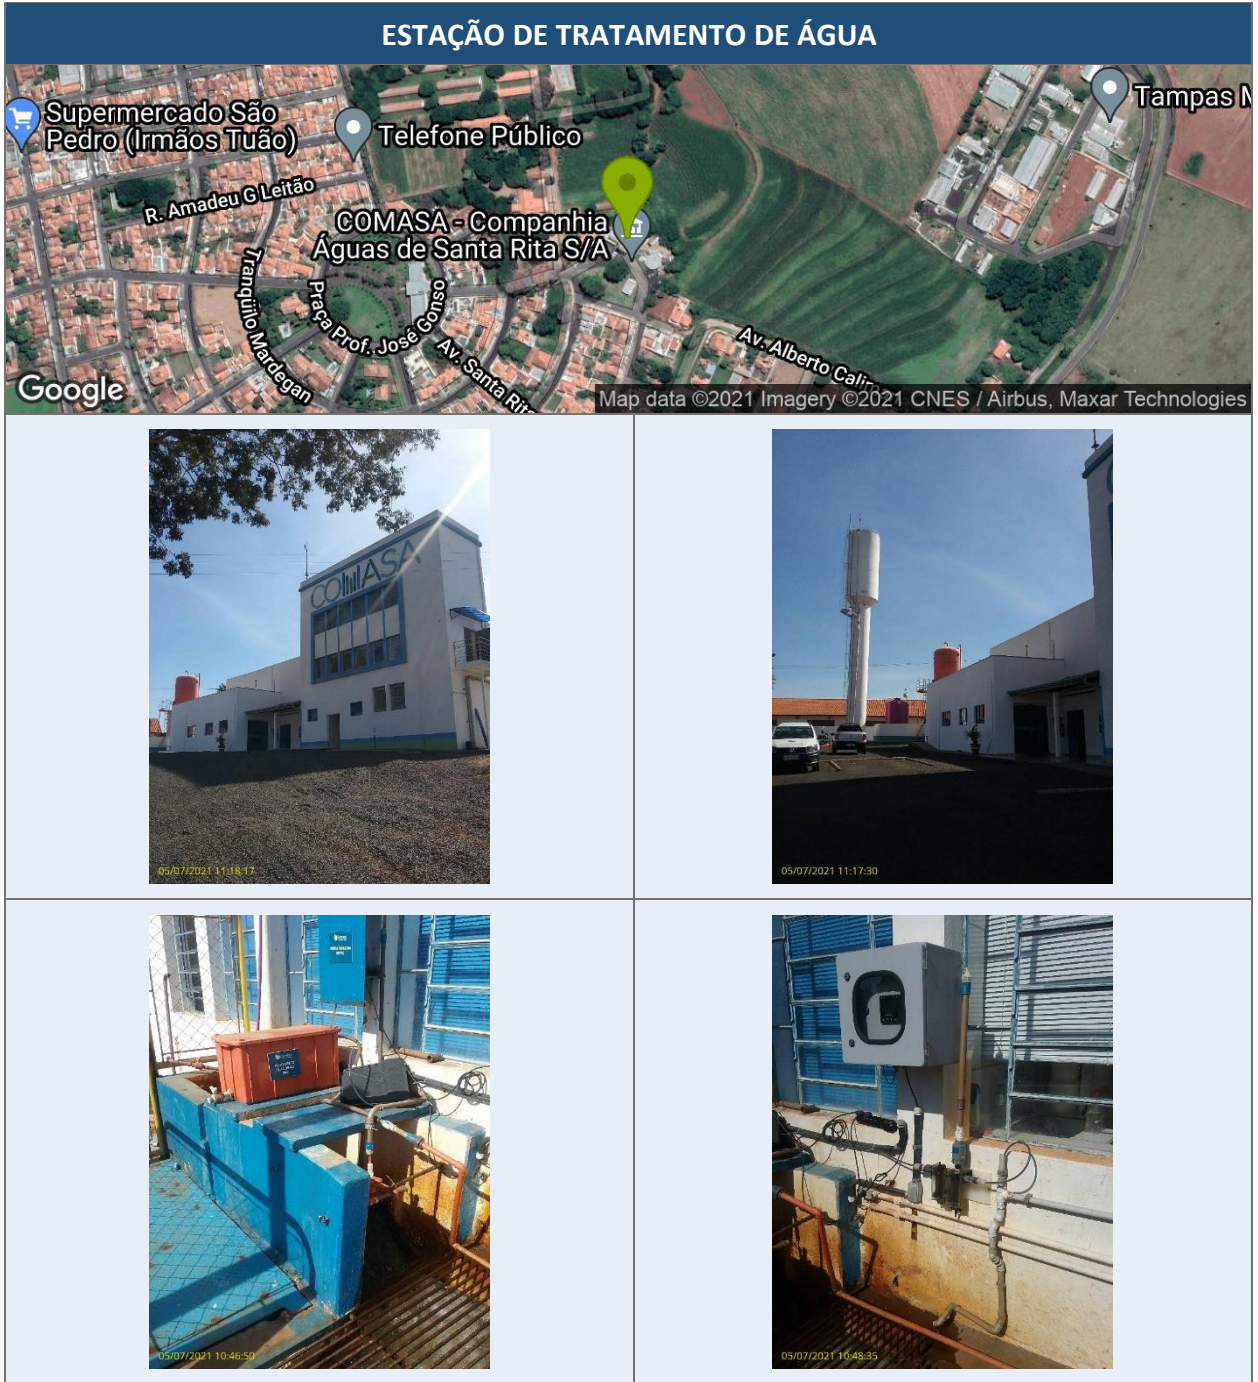 ESTAÇÃO DE TRATAMENTO DE ÁGUA
Supermercado São
Pedro (Irmãos Tuão)
Telefone Público
Tampas
R. Amadeu G Leitão
COMASA - Companhia
Águas de Santa Rita S/A
Tranqüilo Mardegan
Praça Prof. José Gonso
Av. Santa Rita
Av. Alberto
Google
Map data ©2021 Imagery ©2021 CNES / Airbus, Maxar Technologies
COMASA
05/07/2021 11:18:17
05/07/2021 11:17:30
05/07/2021 10:46:50
05/07/2021 10:48:35